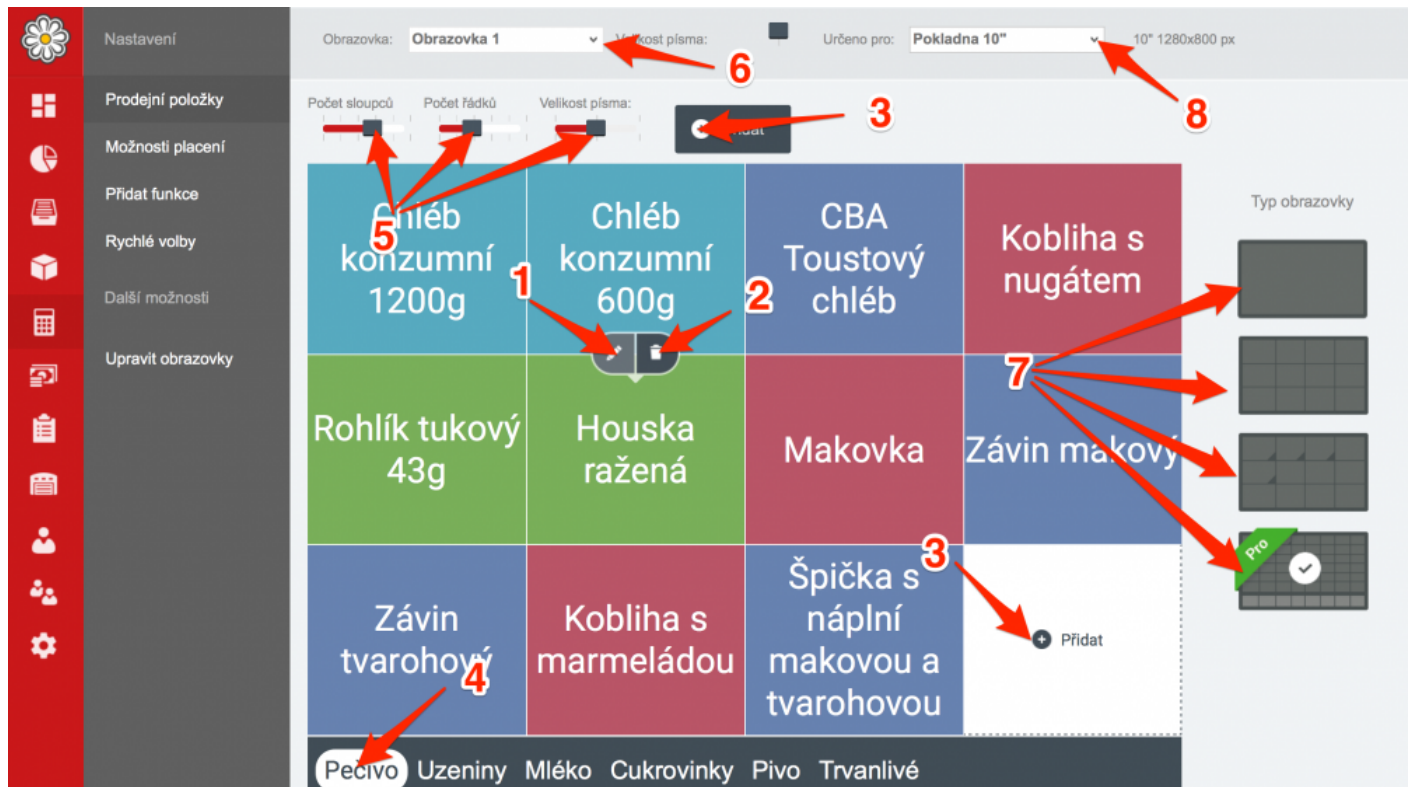 Nastavení
Prodejní položky
Možnosti placení
Přidat funkce
Rychlé volby
Další možnosti
Upravit obrazovky
Obrazovka: Obrazovka 1
Velikost písma:
Určeno pro: Pokladna 10"
10" 1280x800 px
6
8
Počet sloupců
Počet řádků
Velikost písma:
3
5
Chléb
konzumní
1200g
1
Chléb
konzumní
600g
2
CBA
Toustový
chléb
Kobliha s
nugátem
Rohlík tukový
43g
Houska
ražená
Makovka
Závin makový
Závin
tvarohový
4
Kobliha s
marmeládou
Špička s
náplní
makovou a
tvarohovou
3
Přidat
Pečivo Uzeniny Mléko Cukrovinky Pivo Trvanlivé
Typ obrazovky
7
Pro